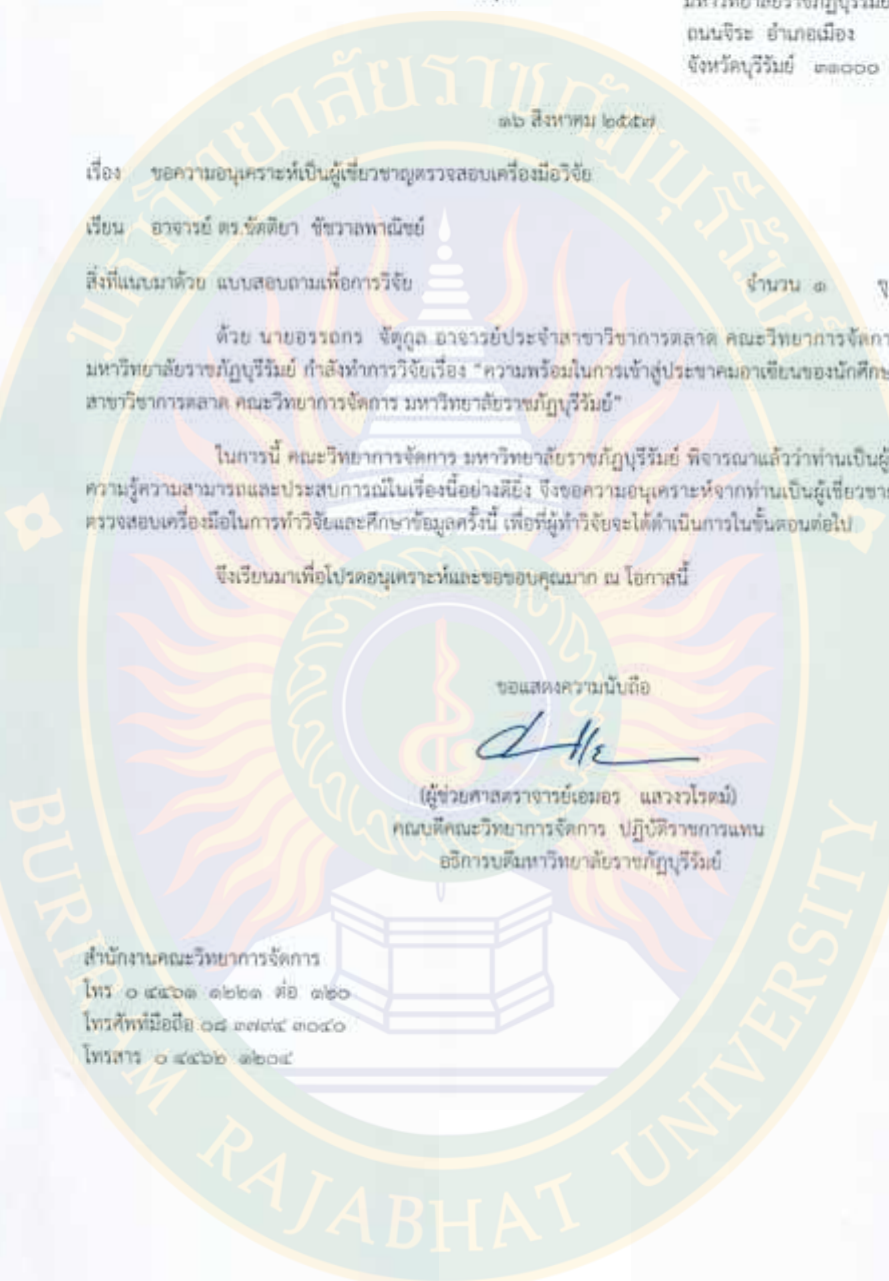 มหาวิทยาลัยราชภัฏบุรีรัมย์
ถนนจิระ อำเภอเมือง
จังหวัดบุรีรัมย์ ๓๑๐๐๐
๑๖ สิงหาคม ๒๕๕๗
เรื่อง ขอความอนุเคราะห์เป็นผู้เชี่ยวชาญตรวจสอบเครื่องมือวิจัย
เรียน อาจารย์ ดร.ขัตติยา ชัชวาลพาณิชย์
สิ่งที่แนบมาด้วย แบบสอบถามเพื่อการวิจัย จำนวน ๑ ชุ
ด้วย นายอรรถกร จัตุกูล อาจารย์ประจำสาขาวิชาการตลาด คณะวิทยาการจัดกา
มหาวิทยาลัยราชภัฏบุรีรัมย์ กำลังทำการวิจัยเรื่อง "ความพร้อมในการเข้าสู่ประชาคมอาเซียนของนักศึกษ
สาขาวิชาการตลาด คณะวิทยาการจัดการ มหาวิทยาลัยราชภัฏบุรีรัมย์"
ในการนี้ คณะวิทยาการจัดการ มหาวิทยาลัยราชภัฏบุรีรัมย์ พิจารณาแล้วว่าท่านเป็นผู้
ความรู้ความสามารถและประสบการณ์ในเรื่องนี้อย่างดียิ่ง จึงขอความอนุเคราะห์จากท่านเป็นผู้เชี่ยวชา
ตรวจสอบเครื่องมือในการทำวิจัยและศึกษาข้อมูลครั้งนี้ เพื่อที่ผู้ทำวิจัยจะได้ดำเนินการในขั้นตอนต่อไป
จึงเรียนมาเพื่อโปรดอนุเคราะห์และขอขอบคุณมาก ณ โอกาสนี้
ขอแสดงความนับถือ
(ผู้ช่วยศาสตราจารย์เอมอร แสวงวโรตม์)
คณบดีคณะวิทยาการจัดการ ปฏิบัติราชการแทน
อธิการบดีมหาวิทยาลัยราชภัฏบุรีรัมย์
สำนักงานคณะวิทยาการจัดการ
โทร ๐ ๔๔๖๑ ๑๒๒๑ ต่อ ๑๒๐
โทรศัพท์มือถือ ๐๘ ๓๗๙๔ ๓๐๔๐
โทรสาร ๐ ๔๔๖๒ ๑๒๐๔
มหาวิทยาลัยราชภัฏบุรีรัมย์
BURIRAM RAJABHAT UNIVERSITY